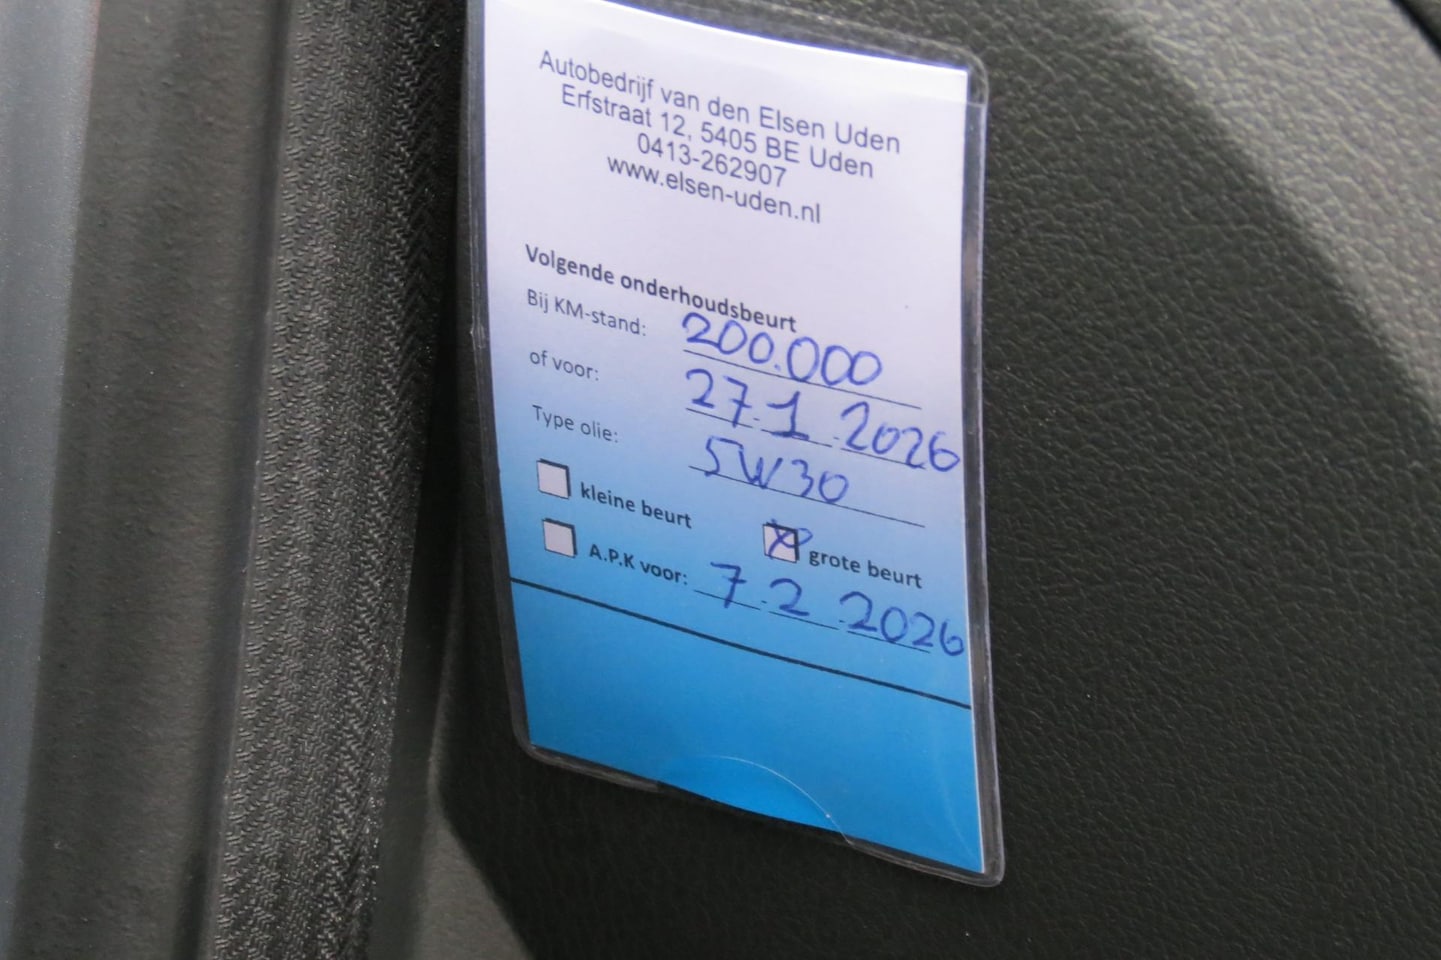 Autobedrijf van den Elsen Uden
Erfstraat 12, 5405 BE Uden
0413-262907
www.elsen-uden.nl
Volgende onderhoudsbeurt
Bij KM-stand: 200.000
of voor: 27.1.2026
Type olie: 5W30
kleine beurt grote beurt
A.P.K voor: 7.2.2026